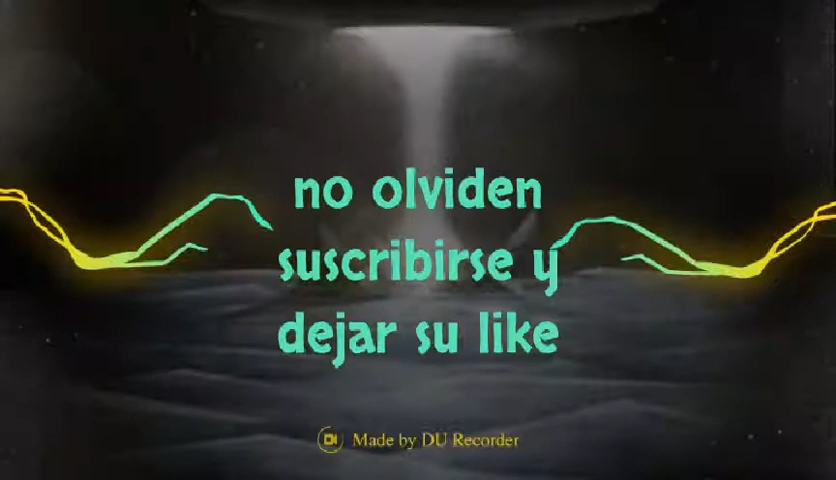 no olviden
suscribirse y
dejar su like
Made by DU Recorder